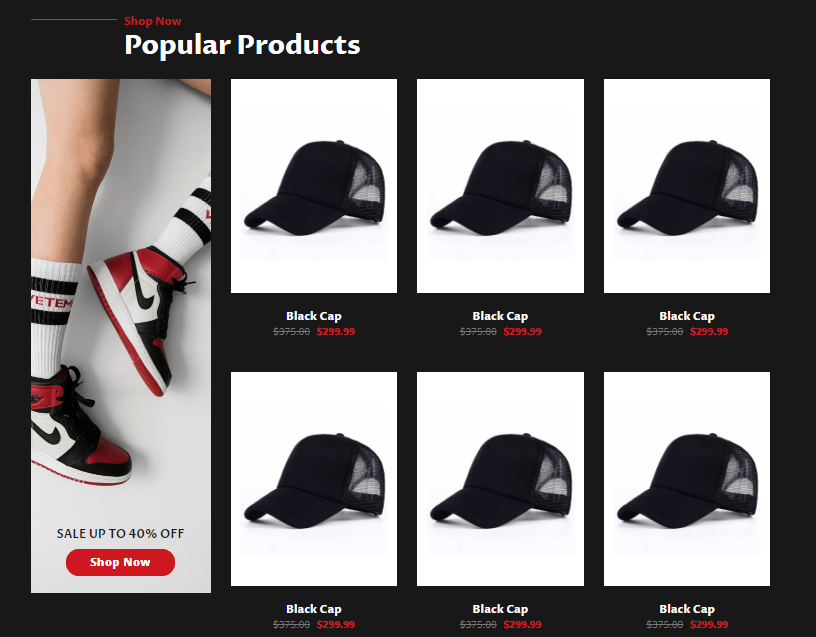 Shop Now
Popular Products
VETEM
SALE UP TO 40% OFF
Shop Now
Black Cap
$375.00 $299.99
Black Cap
$375.00 $299.99
Black Cap
$375.00 $299.99
Black Cap
$375.00 $299.99
Black Cap
$375.00 $299.99
Black Cap
$375.00 $299.99